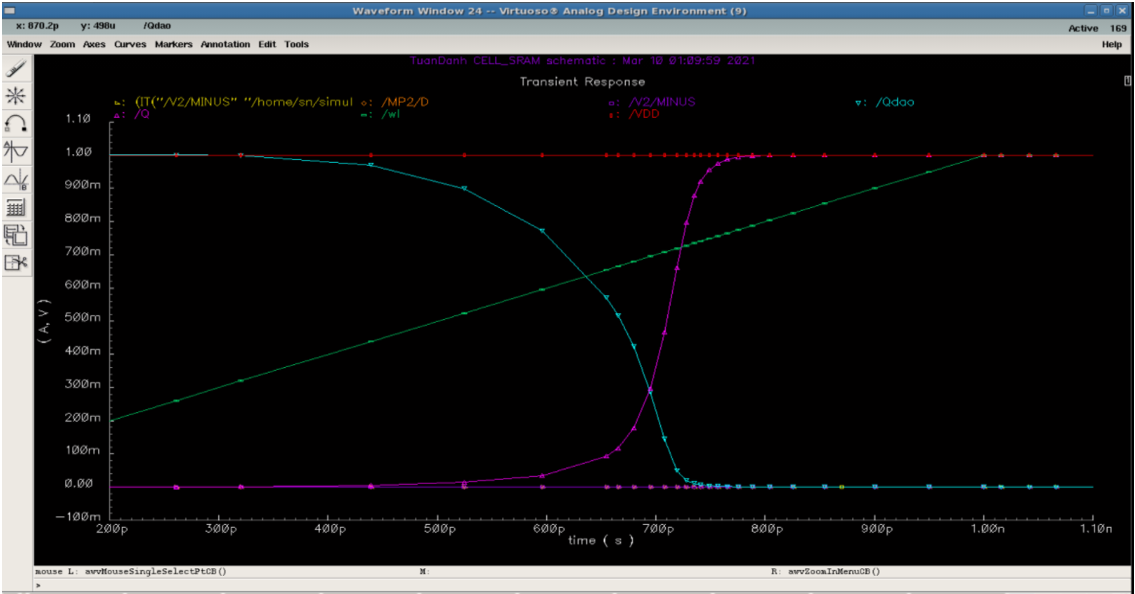 Waveform Window 24 -- Virtuoso® Analog Design Environment (9)
x: 870.2p y: 498u /Qdao Active 169
Window Zoom Axes Curves Markers Annotation Edit Tools Help
TuanDanh CELL_SRAM schematic : Mar 10 01:09:59 2021
Transient Response
1
: (IT("/V2/MINUS" "/home/sn/simul : /MP2/D : /V2/MINUS : /Qdao
: /Q : /wl : /VDD
1.10
1.00
900m
800m
700m
600m
500m
400m
300m
200m
100m
0.00
-100m
( A, V )
200p 300p 400p 500p 600p 700p 800p 900p 1.00n 1.10n
time ( s )
mouse L: awvMouseSingleSelectPtCB() M: R: awvZoomInMenuCB()
>